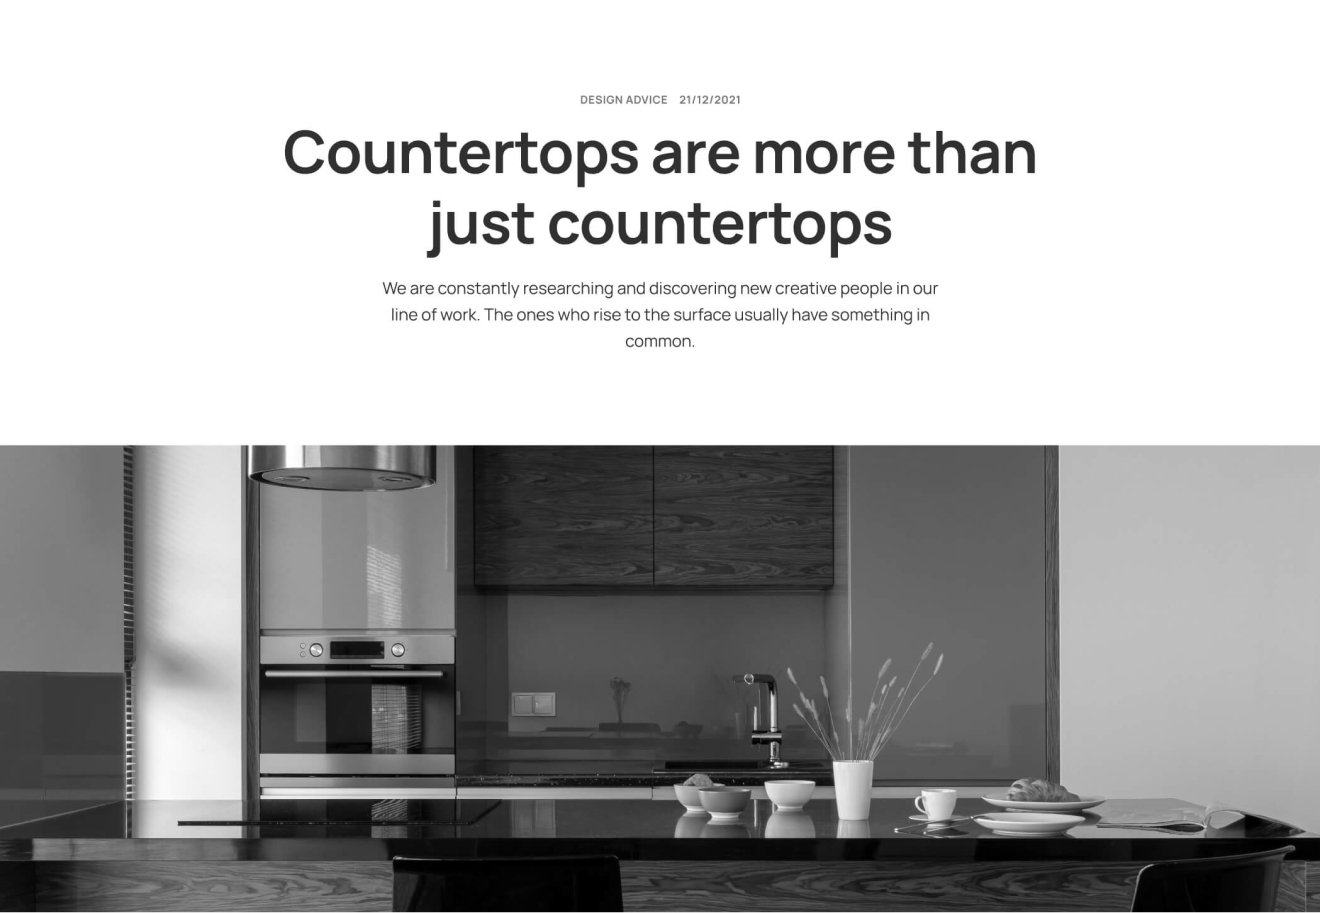 DESIGN ADVICE 21/12/2021
Countertops are more than
just countertops
We are constantly researching and discovering new creative people in our
line of work. The ones who rise to the surface usually have something in
common.